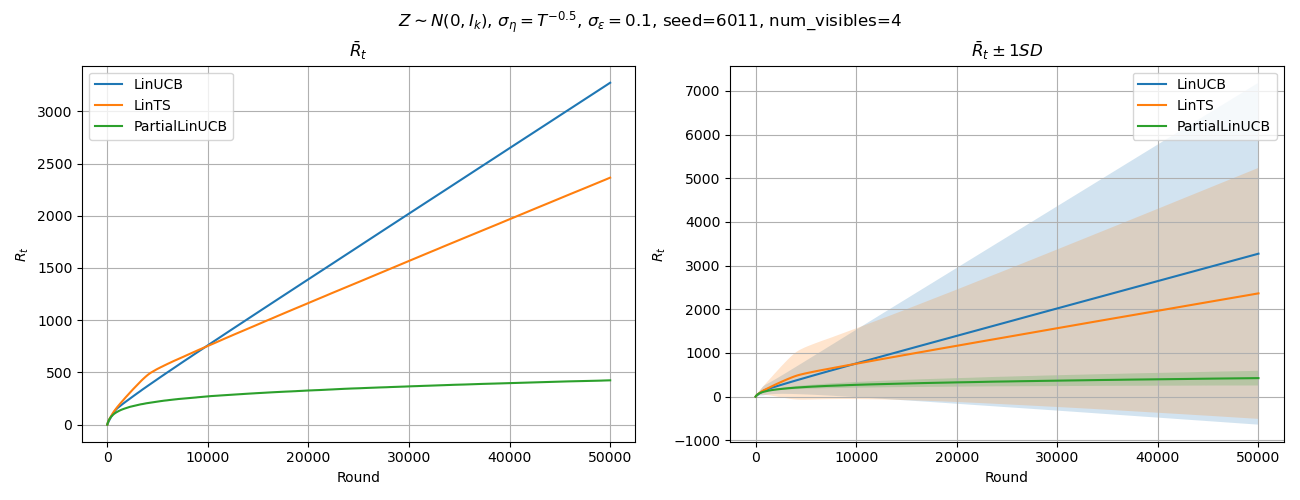 Z ∼ N(0, I_k), σ_η = T^{−0.5}, σ_ε = 0.1, seed=6011, num_visibles=4
R̄_t
LinUCB
LinTS
PartialLinUCB
3000
2500
2000
1500
1000
500
0
R_t
0 10000 20000 30000 40000 50000
Round
R̄_t ± 1SD
LinUCB
LinTS
PartialLinUCB
7000
6000
5000
4000
3000
2000
1000
0
−1000
R_t
0 10000 20000 30000 40000 50000
Round